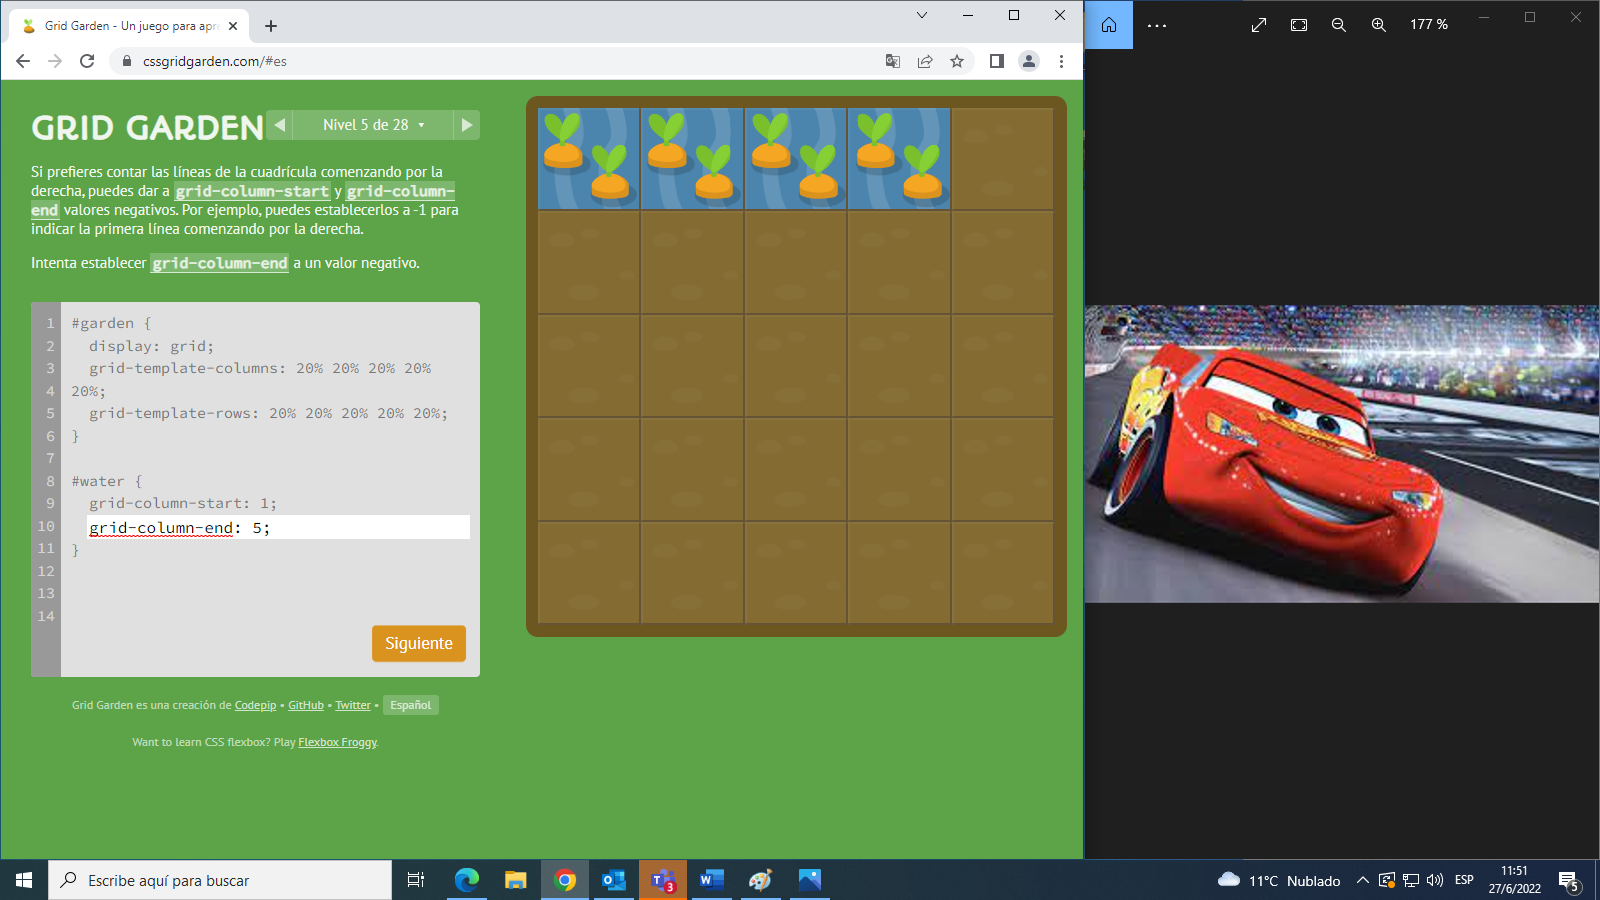 Grid Garden - Un juego para apre
cssgridgarden.com/#es
177 %
GRID GARDEN
Nivel 5 de 28
Si prefieres contar las líneas de la cuadrícula comenzando por la
derecha, puedes dar a grid-column-start y grid-column-
end valores negativos. Por ejemplo, puedes establecerlos a -1 para
indicar la primera línea comenzando por la derecha.
Intenta establecer grid-column-end a un valor negativo.
1 #garden {
2 display: grid;
3 grid-template-columns: 20% 20% 20% 20%
4 20%;
5 grid-template-rows: 20% 20% 20% 20% 20%;
6 }
7
8 #water {
9 grid-column-start: 1;
10 grid-column-end: 5;
11 }
12
13
14
Siguiente
Grid Garden es una creación de Codepip • GitHub • Twitter • Español
Want to learn CSS flexbox? Play Flexbox Froggy.
Escribe aquí para buscar
3
11°C Nublado
ESP
11:51
27/6/2022
5